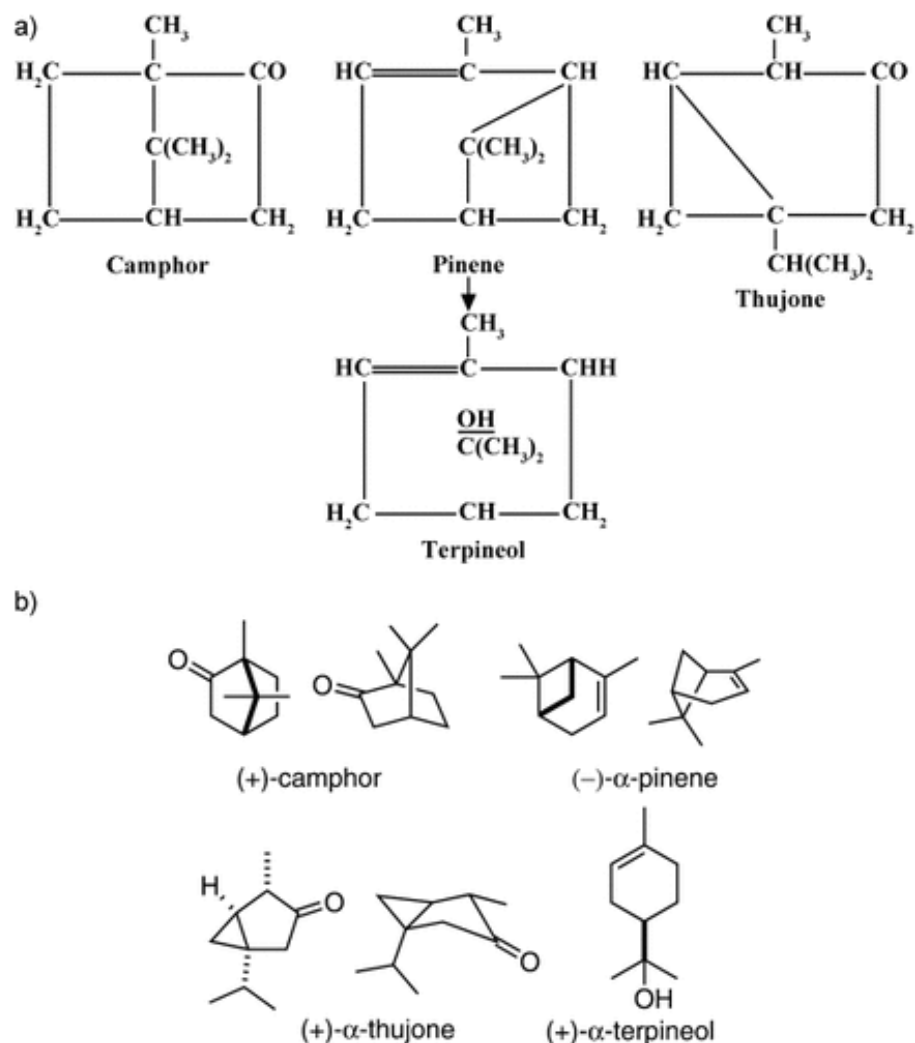 a)
CH₃ CH₃ CH₃
H₂C C CO HC C CH HC CH CO
C(CH₃)₂ C(CH₃)₂
H₂C CH CH₂ H₂C CH CH₂ H₂C C CH₂
Camphor Pinene CH(CH₃)₂
Thujone
CH₃
HC C CHH
OH
C(CH₃)₂
H₂C CH CH₂
Terpineol
b)
O O
(+)-camphor (−)-α-pinene
H O O
OH
(+)-α-thujone (+)-α-terpineol